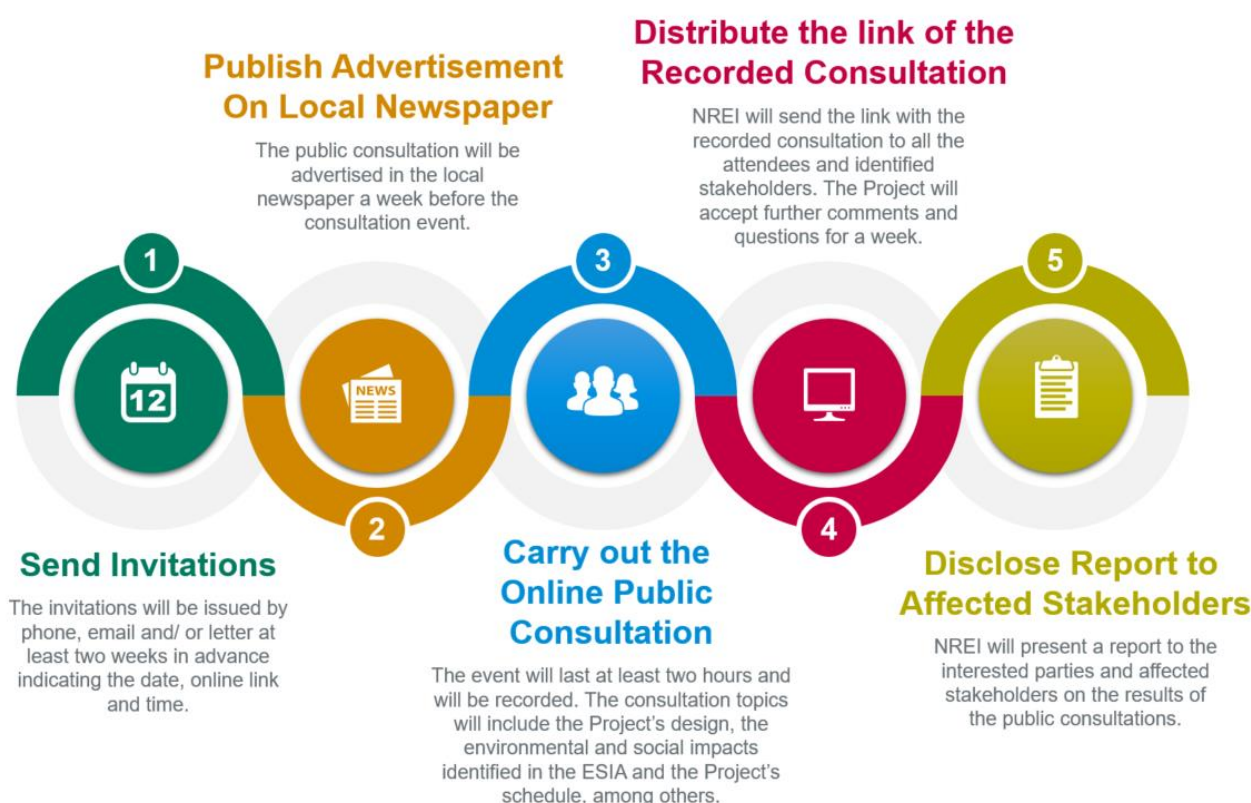 1
12
Send Invitations
The invitations will be issued by
phone, email and/ or letter at
least two weeks in advance
indicating the date, online link
and time.
Publish Advertisement
On Local Newspaper
The public consultation will be
advertised in the local
newspaper a week before the
consultation event.
NEWS
2
3
Carry out the
Online Public
Consultation
The event will last at least two hours and
will be recorded. The consultation topics
will include the Project's design, the
environmental and social impacts
identified in the ESIA and the Project's
schedule, among others.
Distribute the link of the
Recorded Consultation
NREI will send the link with the
recorded consultation to all the
attendees and identified
stakeholders. The Project will
accept further comments and
questions for a week.
4
5
Disclose Report to
Affected Stakeholders
NREI will present a report to the
interested parties and affected
stakeholders on the results of
the public consultations.